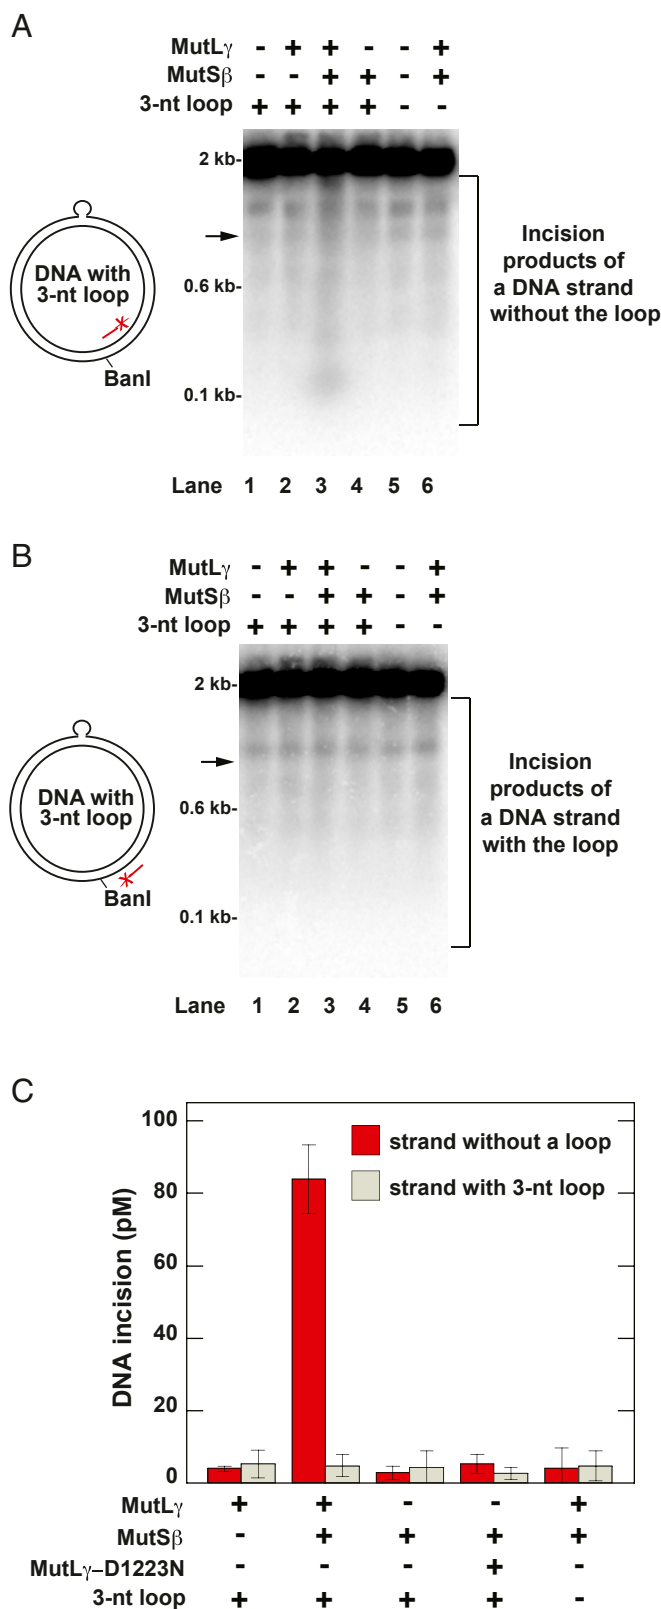 A
MutLγ - + + - - +
MutSβ - - + + - +
3-nt loop + + + + - -
2 kb-
DNA with
3-nt loop
BanI
0.6 kb-
0.1 kb-
Incision
products of
a DNA strand
without the loop
Lane 1 2 3 4 5 6
B
MutLγ - + + - - +
MutSβ - - + + - +
3-nt loop + + + + - -
2 kb-
DNA with
3-nt loop
BanI
0.6 kb-
0.1 kb-
Incision
products of
a DNA strand
with the loop
Lane 1 2 3 4 5 6
C
DNA incision (pM)
100
80
60
40
20
0
strand without a loop
strand with 3-nt loop
MutLγ + + - - +
MutSβ - + + + +
MutLγ–D1223N - - - + -
3-nt loop + + + + -